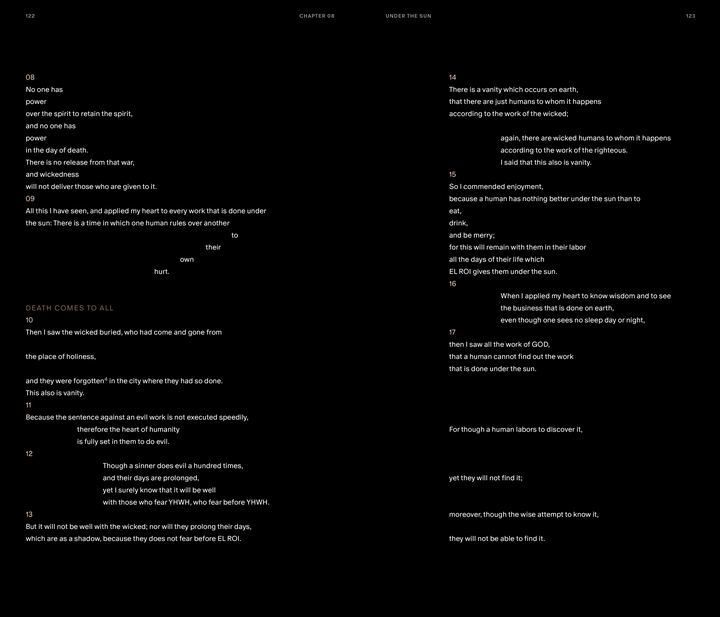 122
CHAPTER 08
08
No one has
power
over the spirit to retain the spirit,
and no one has
power
in the day of death.
There is no release from that war,
and wickedness
will not deliver those who are given to it.
09
All this I have seen, and applied my heart to every work that is done under
the sun: There is a time in which one human rules over another
to
their
own
hurt.
DEATH COMES TO ALL
10
Then I saw the wicked buried, who had come and gone from
the place of holiness,
and they were forgotten⁴ in the city where they had so done.
This also is vanity.
11
Because the sentence against an evil work is not executed speedily,
therefore the heart of humanity
is fully set in them to do evil.
12
Though a sinner does evil a hundred times,
and their days are prolonged,
yet I surely know that it will be well
with those who fear YHWH, who fear before YHWH.
13
But it will not be well with the wicked; nor will they prolong their days,
which are as a shadow, because they does not fear before EL ROI.
UNDER THE SUN
123
14
There is a vanity which occurs on earth,
that there are just humans to whom it happens
according to the work of the wicked;
again, there are wicked humans to whom it happens
according to the work of the righteous.
I said that this also is vanity.
15
So I commended enjoyment,
because a human has nothing better under the sun than to
eat,
drink,
and be merry;
for this will remain with them in their labor
all the days of their life which
EL ROI gives them under the sun.
16
When I applied my heart to know wisdom and to see
the business that is done on earth,
even though one sees no sleep day or night,
17
then I saw all the work of GOD,
that a human cannot find out the work
that is done under the sun.
For though a human labors to discover it,
yet they will not find it;
moreover, though the wise attempt to know it,
they will not be able to find it.